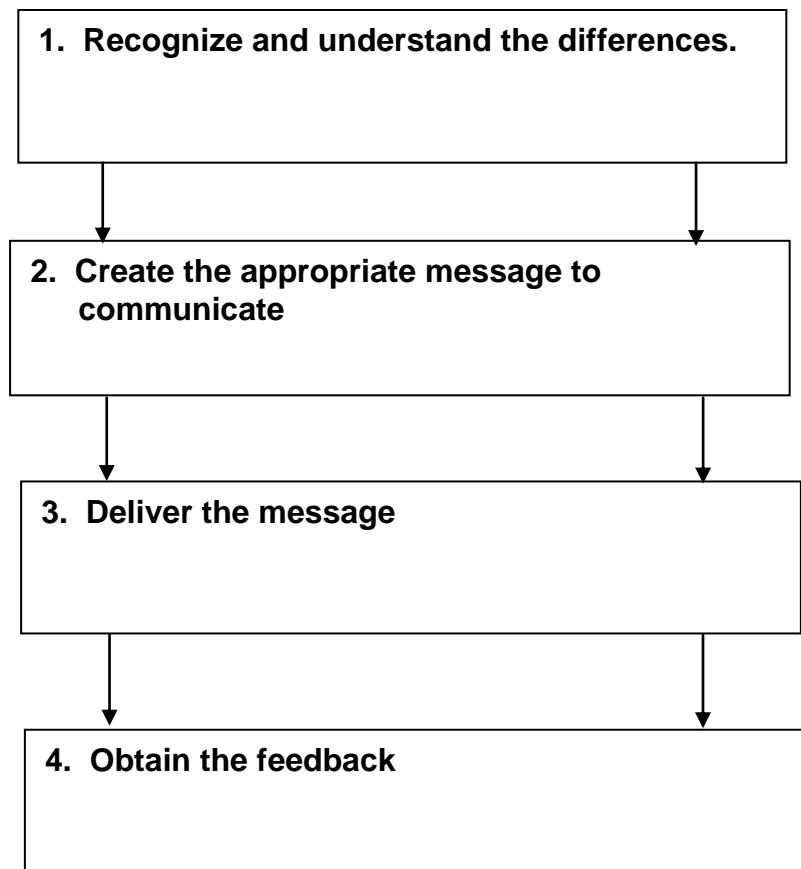 1. Recognize and understand the differences.
2. Create the appropriate message to
communicate
3. Deliver the message
4. Obtain the feedback